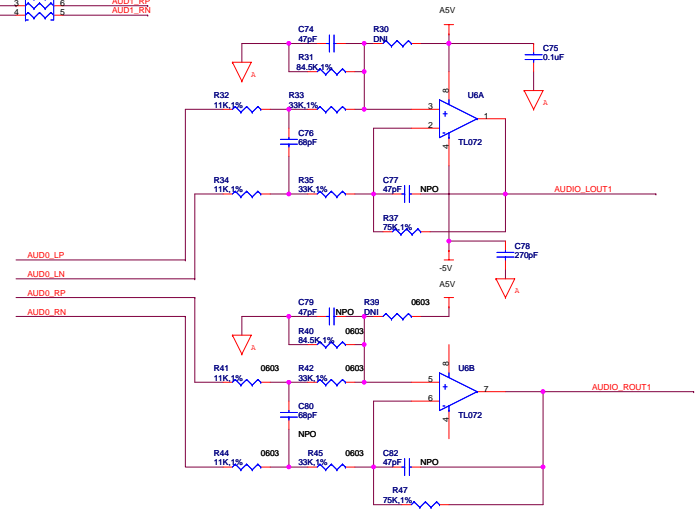 3 6 AUD1_RP
4 5 AUD1_RN
A5V
C74
47pF
R30
DNI
C75
0.1uF
R31
84.5K,1%
A
A
R32
11K,1%
R33
33K,1%
8
U6A
3
+
1
2
-
TL072
4
C76
68pF
R34
11K,1%
R35
33K,1%
C77
47pF
NPO
AUDIO_LOUT1
R37
75K,1%
C78
270pF
AUD0_LP
AUD0_LN
-5V
A
A5V
AUD0_RP
AUD0_RN
C79
47pF
NPO
R39
DNI
0603
R40
84.5K,1%
0603
A
R41
11K,1%
0603
R42
33K,1%
0603
8
U6B
5
+
7
6
-
TL072
4
AUDIO_ROUT1
C80
68pF
NPO
R44
11K,1%
0603
R45
33K,1%
0603
C82
47pF
NPO
R47
75K,1%